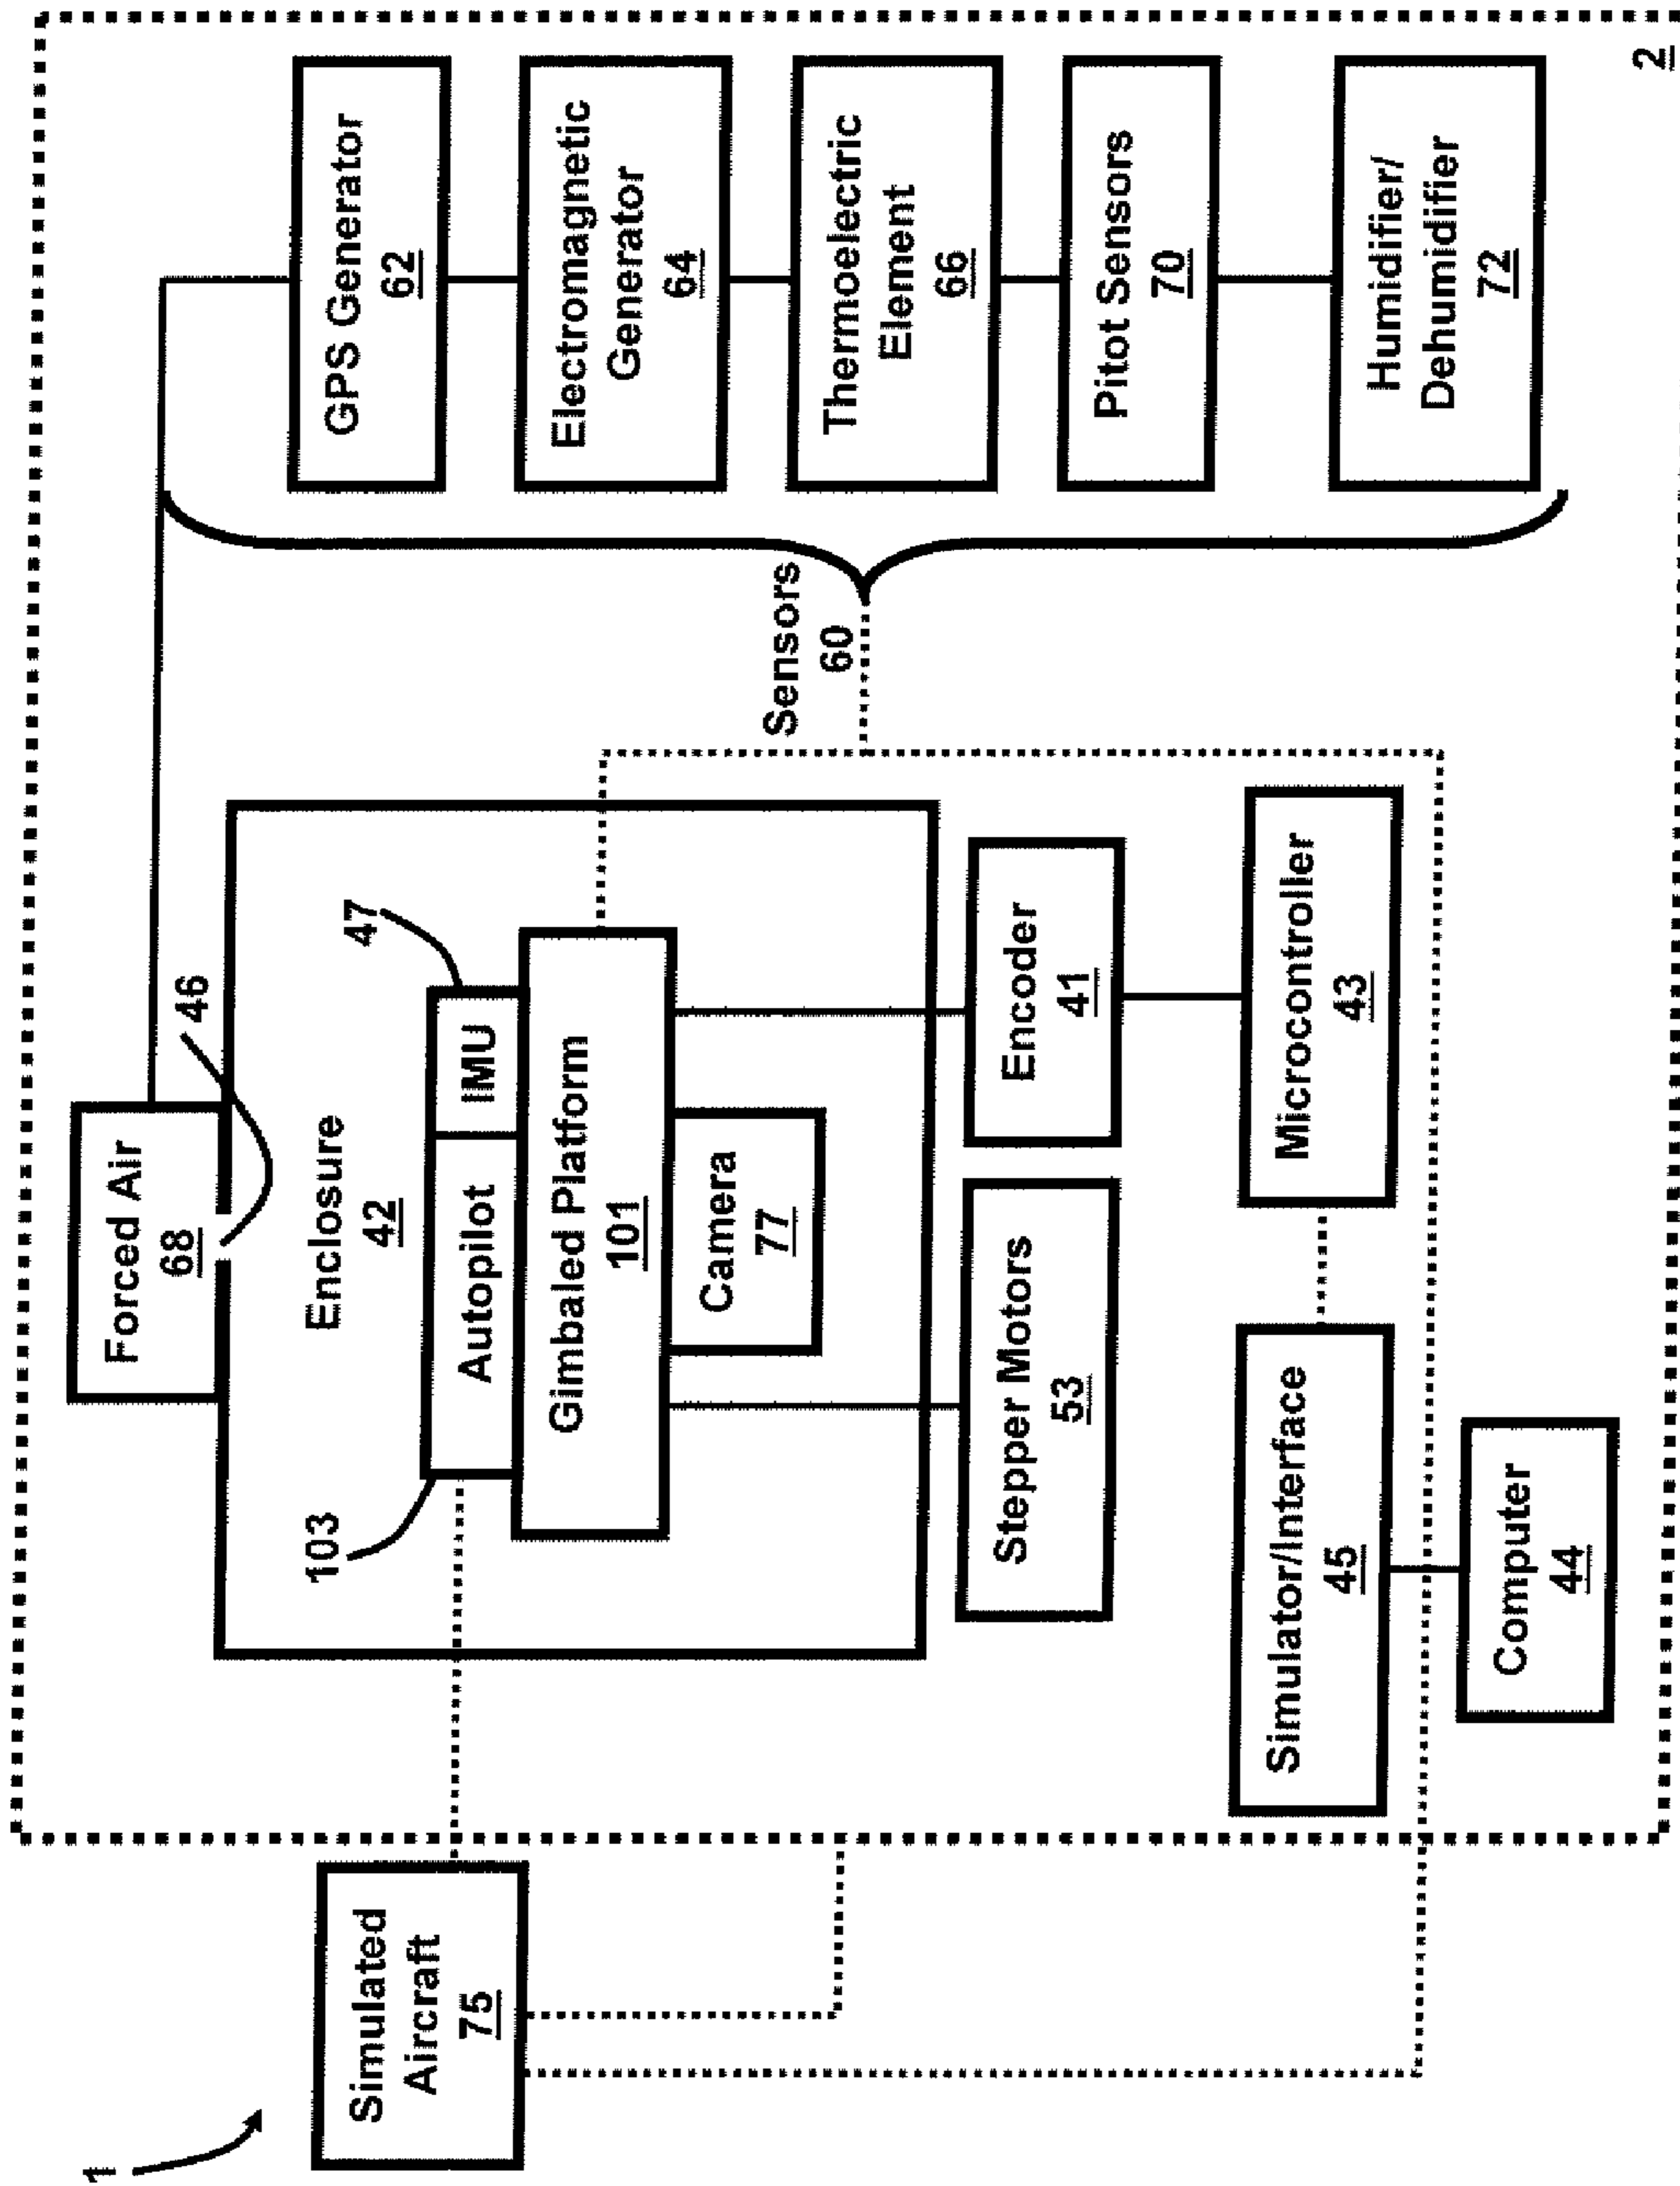 1
Simulated
Aircraft
75
Forced Air
68
46
Enclosure
42
103
47
Autopilot
IMU
Gimbaled Platform
101
Camera
77
Stepper Motors
53
Encoder
41
Simulator/Interface
45
Microcontroller
43
Computer
44
Sensors
60
GPS Generator
62
Electromagnetic
Generator
64
Thermoelectric
Element
66
Pitot Sensors
70
Humidifier/
Dehumidifier
72
2